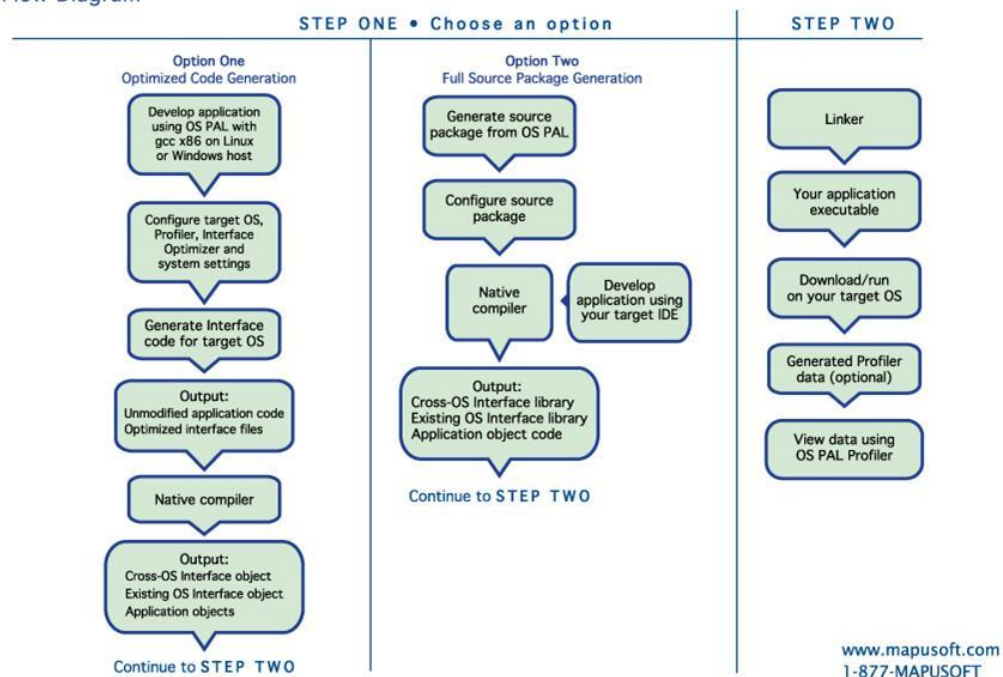 Flow Diagram
STEP ONE • Choose an option
Option One
Optimized Code Generation
Develop application
using OS PAL with
gcc x86 on Linux
or Windows host
Configure target OS,
Profiler, Interface
Optimizer and
system settings
Generate Interface
code for target OS
Output:
Unmodified application code
Optimized interface files
Native compiler
Output:
Cross-OS Interface object
Existing OS Interface object
Application objects
Continue to STEP TWO
Option Two
Full Source Package Generation
Generate source
package from OS PAL
Configure source
package
Native
compiler
Develop
application using
your target IDE
Output:
Cross-OS Interface library
Existing OS Interface library
Application object code
Continue to STEP TWO
STEP TWO
Linker
Your application
executable
Download/run
on your target OS
Generated Profiler
data (optional)
View data using
OS PAL Profiler
www.mapusoft.com
1-877-MAPUSOFT